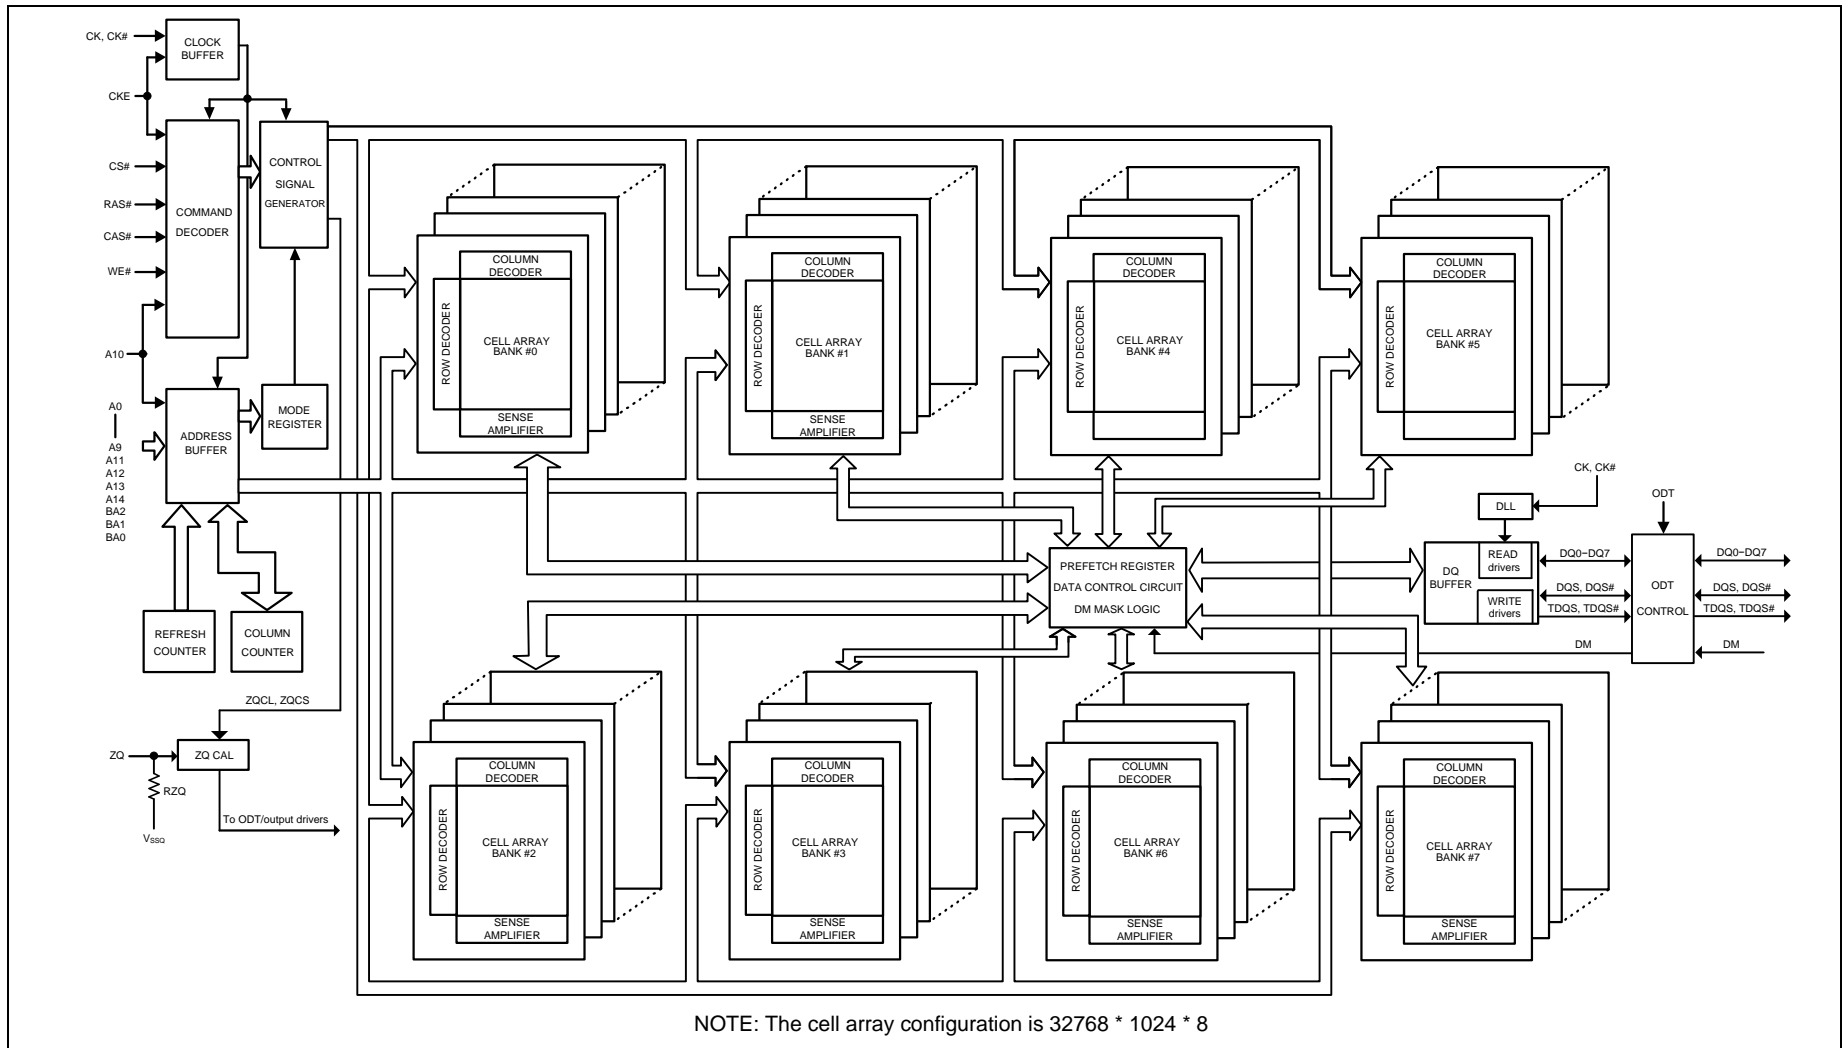 CK, CK#
CLOCK
BUFFER
CKE
CS#
RAS#
CAS#
WE#
COMMAND
DECODER
CONTROL
SIGNAL
GENERATOR
A10
A0
A9
A11
A12
A13
A14
BA2
BA1
BA0
ADDRESS
BUFFER
MODE
REGISTER
REFRESH
COUNTER
COLUMN
COUNTER
ZQCL, ZQCS
ZQ
ZQ CAL
RZQ
VSSQ
To ODT/output drivers
COLUMN
DECODER
ROW DECODER
CELL ARRAY
BANK #0
SENSE
AMPLIFIER
COLUMN
DECODER
ROW DECODER
CELL ARRAY
BANK #1
SENSE
AMPLIFIER
COLUMN
DECODER
ROW DECODER
CELL ARRAY
BANK #4
COLUMN
DECODER
ROW DECODER
CELL ARRAY
BANK #5
PREFETCH REGISTER
DATA CONTROL CIRCUIT
DM MASK LOGIC
CK, CK#
DLL
DQ
BUFFER
READ
drivers
WRITE
drivers
DQ0−DQ7
DQS, DQS#
TDQS, TDQS#
DM
ODT
ODT
CONTROL
DQ0−DQ7
DQS, DQS#
TDQS, TDQS#
DM
COLUMN
DECODER
ROW DECODER
CELL ARRAY
BANK #2
SENSE
AMPLIFIER
COLUMN
DECODER
ROW DECODER
CELL ARRAY
BANK #3
SENSE
AMPLIFIER
COLUMN
DECODER
ROW DECODER
CELL ARRAY
BANK #6
SENSE
AMPLIFIER
COLUMN
DECODER
ROW DECODER
CELL ARRAY
BANK #7
SENSE
AMPLIFIER
NOTE: The cell array configuration is 32768 * 1024 * 8